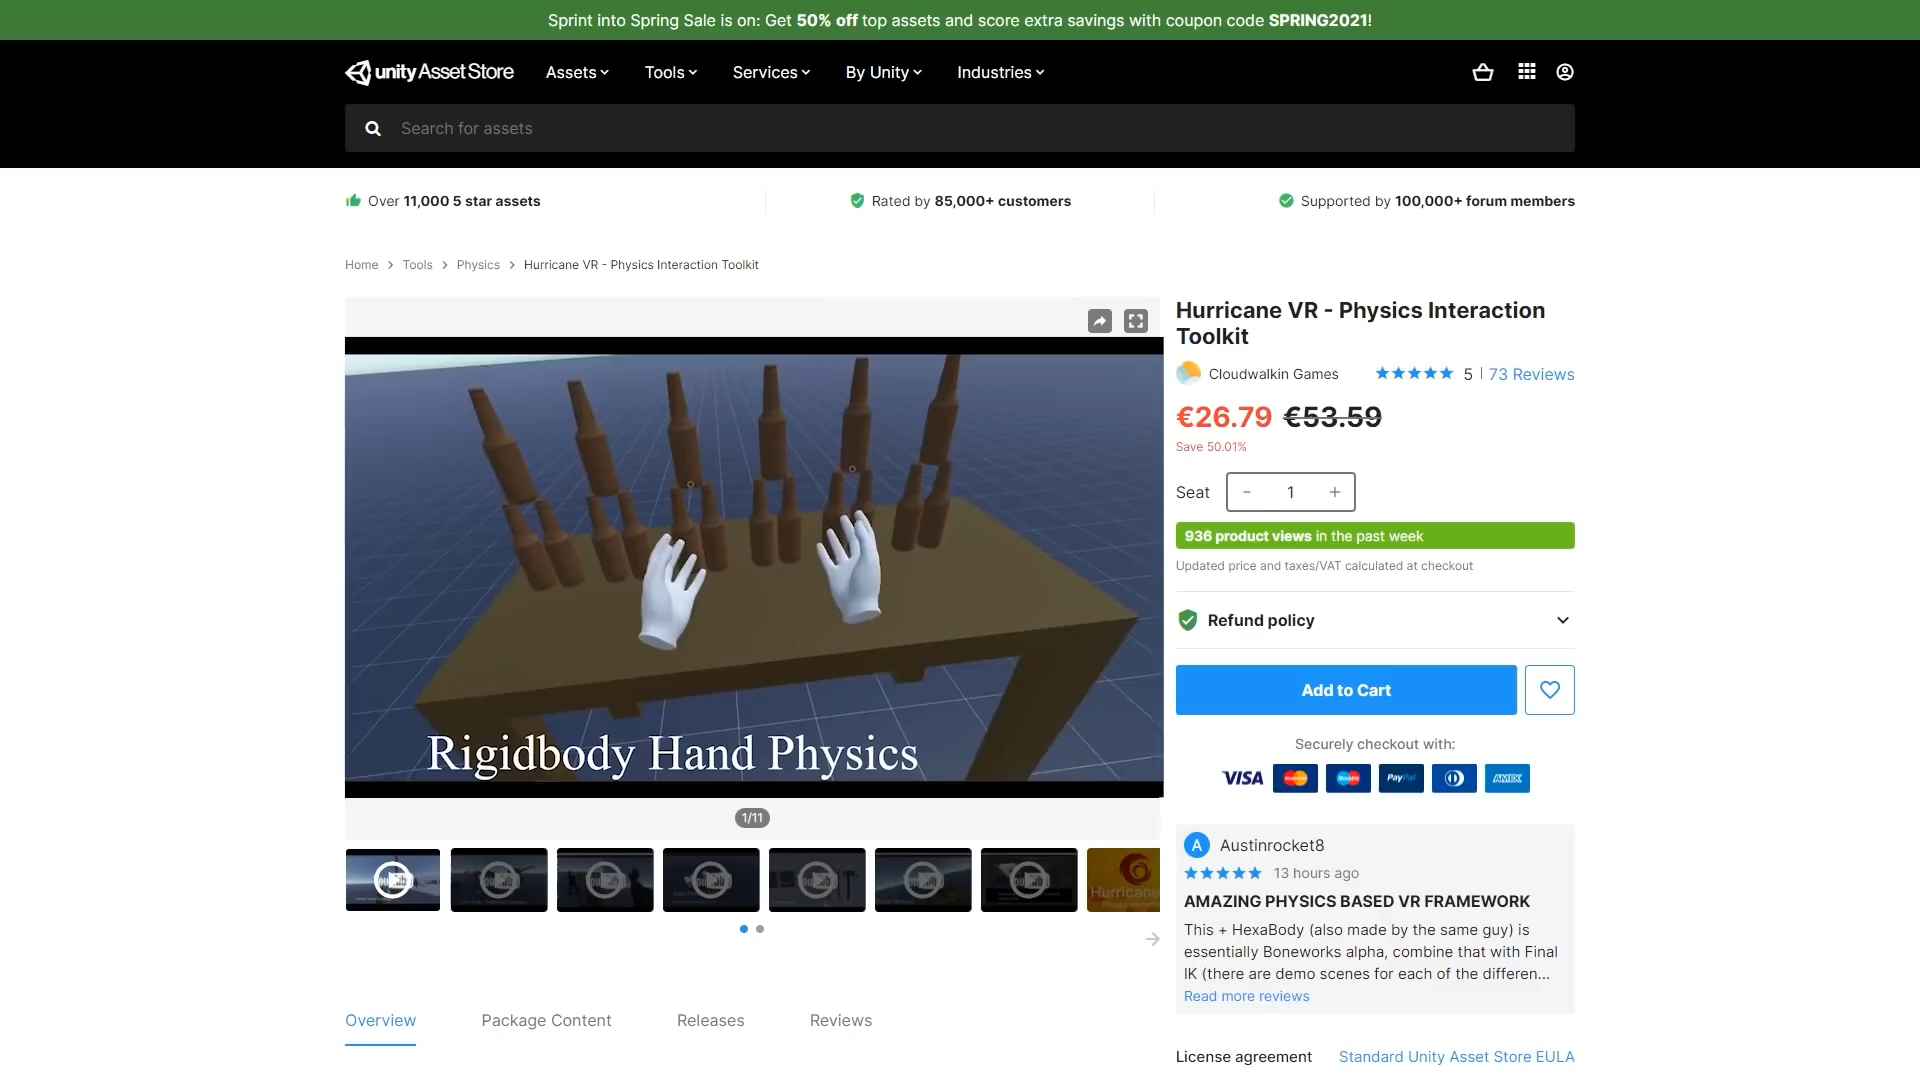 Sprint into Spring Sale is on: Get 50% off top assets and score extra savings with coupon code SPRING2021!
unity Asset Store
Assets
Tools
Services
By Unity
Industries
Search for assets
Over 11,000 5 star assets
Rated by 85,000+ customers
Supported by 100,000+ forum members
Home > Tools > Physics > Hurricane VR - Physics Interaction Toolkit
Rigidbody Hand Physics
1/11
Hurricane
Hurricane VR - Physics Interaction
Toolkit
Cloudwalkin Games
5 | 73 Reviews
€26.79 €53.59
Save 50.01%
Seat - 1 +
936 product views in the past week
Updated price and taxes/VAT calculated at checkout
Refund policy
Add to Cart
Securely checkout with:
VISA
PayPal
AMEX
A Austinrocket8
13 hours ago
AMAZING PHYSICS BASED VR FRAMEWORK
This + HexaBody (also made by the same guy) is
essentially Boneworks alpha, combine that with Final
IK (there are demo scenes for each of the differen...
Read more reviews
Overview
Package Content
Releases
Reviews
License agreement
Standard Unity Asset Store EULA